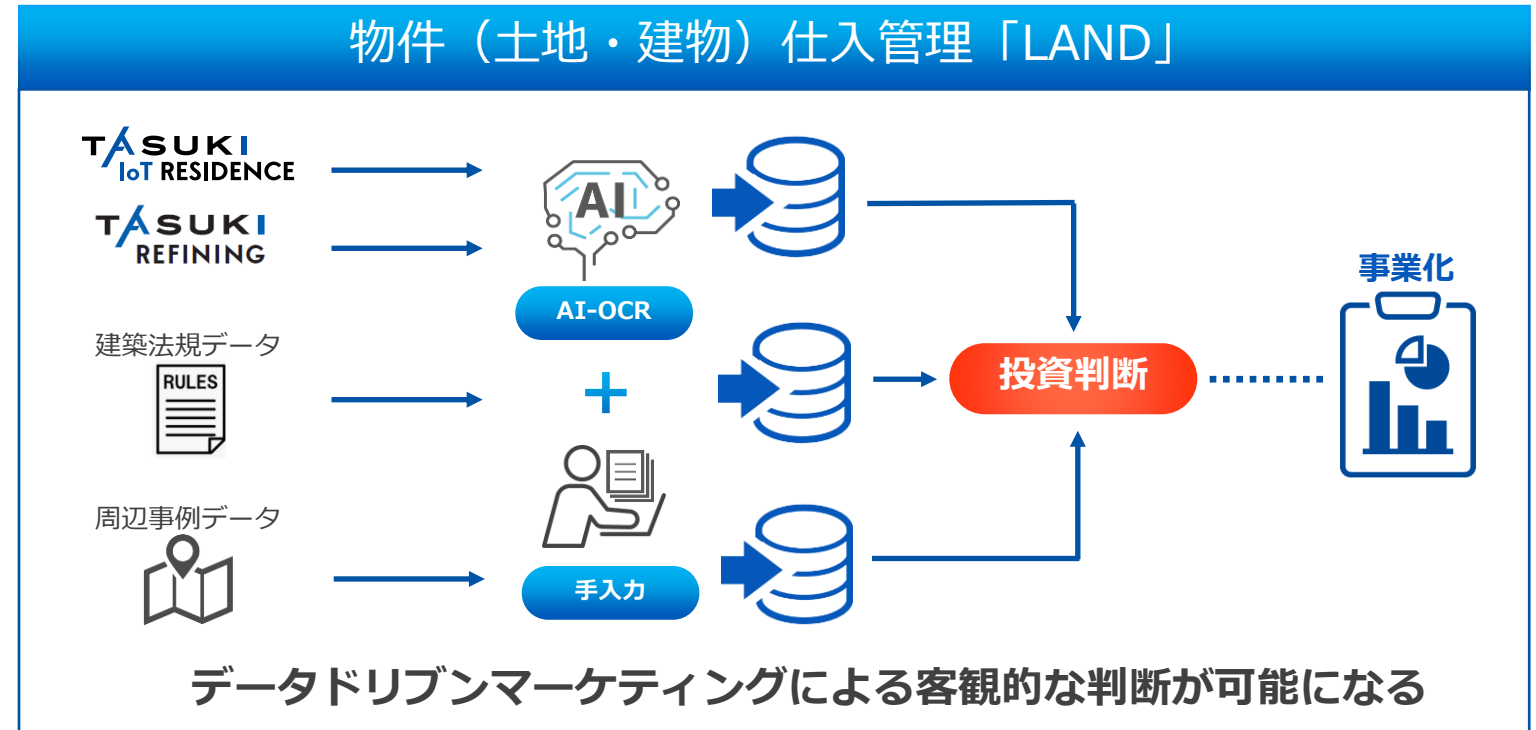 物件（土地・建物）仕入管理「LAND」
TASUKI
IoT RESIDENCE
TASUKI
REFINING
AI
AI-OCR
建築法規データ
RULES
+
周辺事例データ
手入力
投資判断
事業化
データドリブンマーケティングによる客観的な判断が可能になる